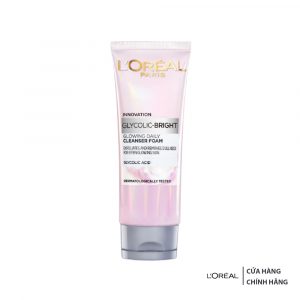 L'ORÉAL
PARIS
INNOVATION
GLYCOLIC-BRIGHT
GLOWING DAILY
CLEANSER FOAM
GLYCOLIC ACID
DERMATOLOGICALLY TESTED
L'ORÉAL
CỬA HÀNG
CHÍNH HÃNG